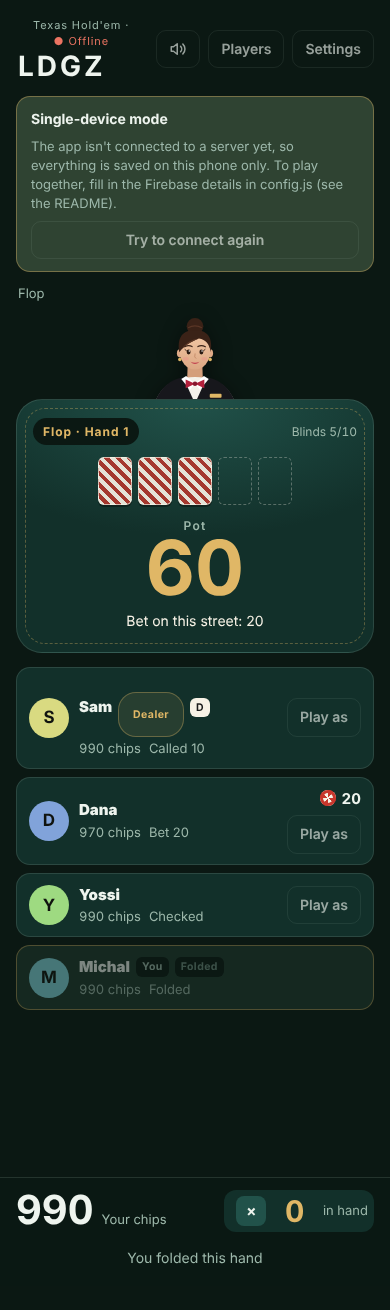 Texas Hold'em ·
Offline
LDGZ
Players
Settings
Single-device mode
The app isn't connected to a server yet, so
everything is saved on this phone only. To play
together, fill in the Firebase details in config.js (see
the README).
Try to connect again
Flop
Flop · Hand 1
Blinds 5/10
Pot
60
Bet on this street: 20
S
Sam
Dealer
D
990 chips Called 10
Play as
D
Dana
970 chips Bet 20
20
Play as
Y
Yossi
990 chips Checked
Play as
M
Michal
You
Folded
990 chips Folded
990 Your chips
×
0
in hand
You folded this hand